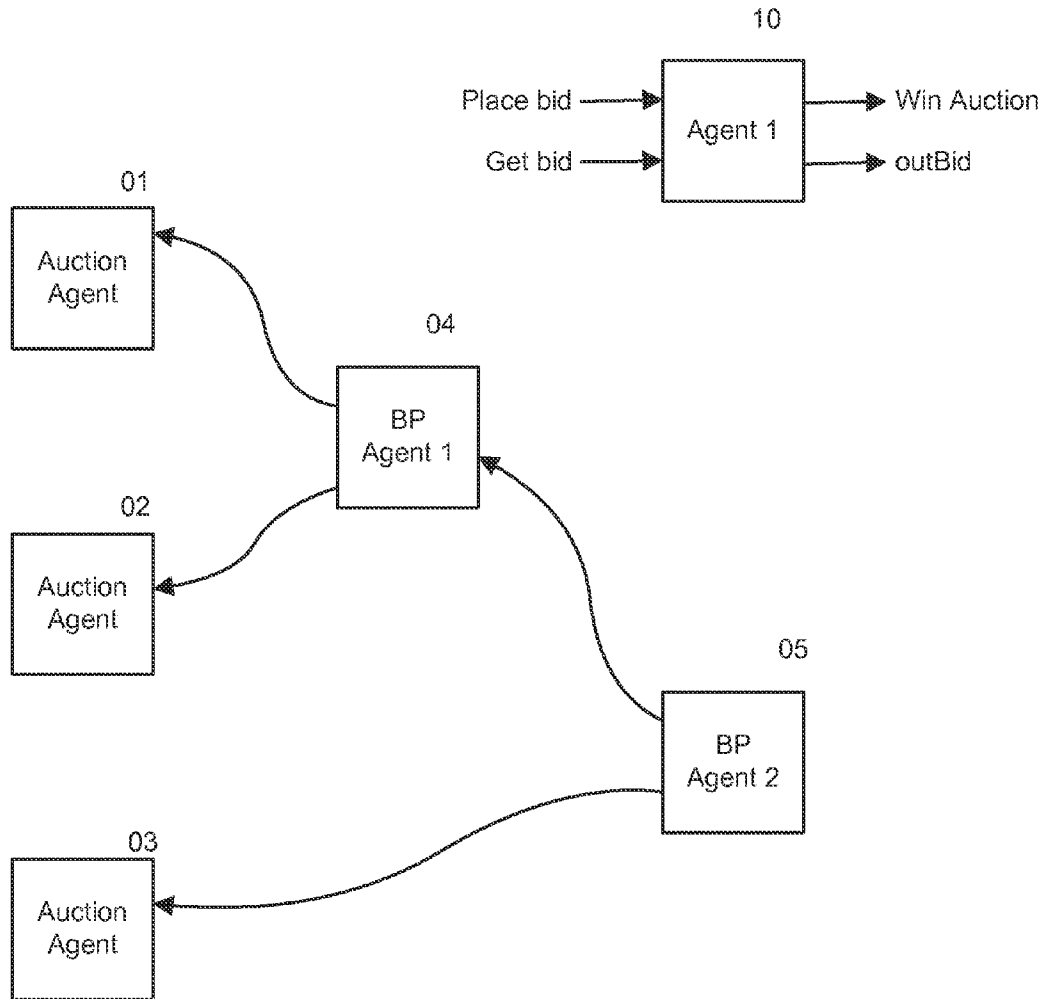 10
Place bid
Win Auction
Agent 1
Get bid
outBid
01
Auction
Agent
04
BP
Agent 1
02
Auction
Agent
05
BP
Agent 2
03
Auction
Agent